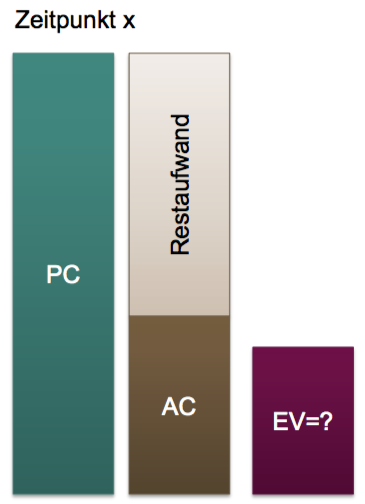 Zeitpunkt x
Restaufwand
PC
AC
EV=?